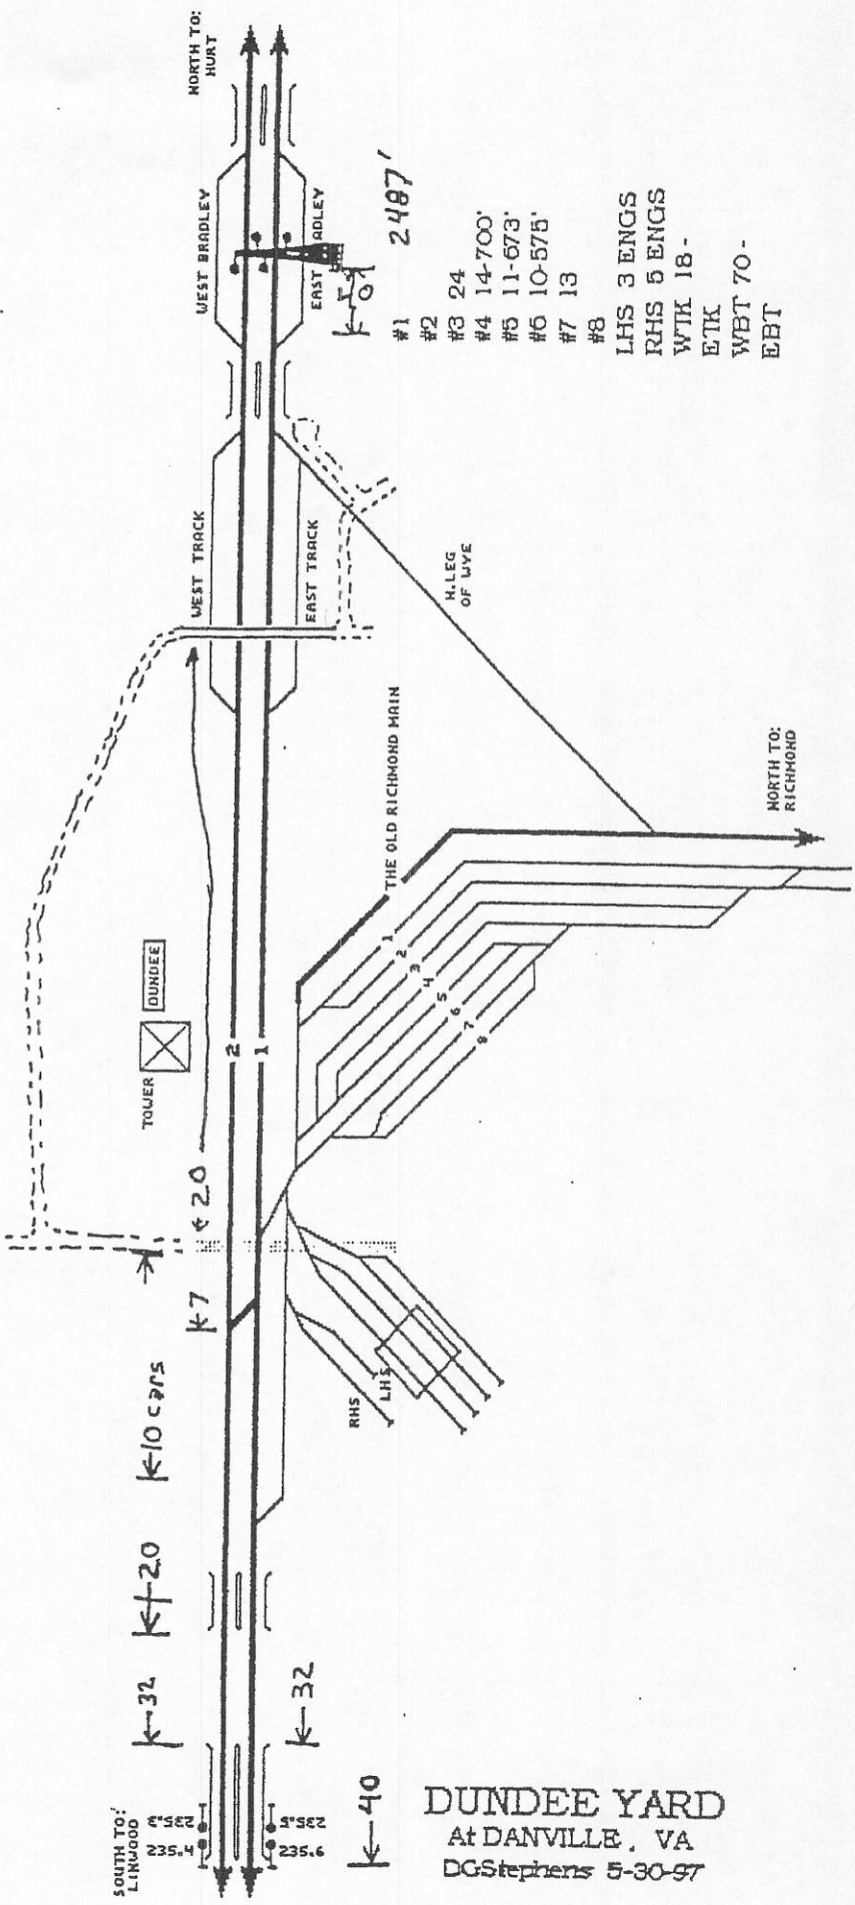 NORTH TO:
HURT
WEST BRADLEY
EAST BRADLEY
50
2487'
#1
#2
#3 24
#4 14-700'
#5 11-673'
#6 10-575'
#7 13
#8
LHS 3 ENGS
RHS 5 ENGS
WTK 18-
ETK
WBT 70-
EBT
WEST TRACK
EAST TRACK
N.LEG
OF WYE
THE OLD RICHMOND MAIN
NORTH TO:
RICHMOND
TOWER
DUNDEE
2
1
1
2
3
4
5
6
7
8
20
7
10 cars
RHS
LHS
20
32
32
40
SOUTH TO:
LINWOOD
235.3
235.4
235.5
235.6
DUNDEE YARD
At DANVILLE, VA
DGStephens 5-30-97